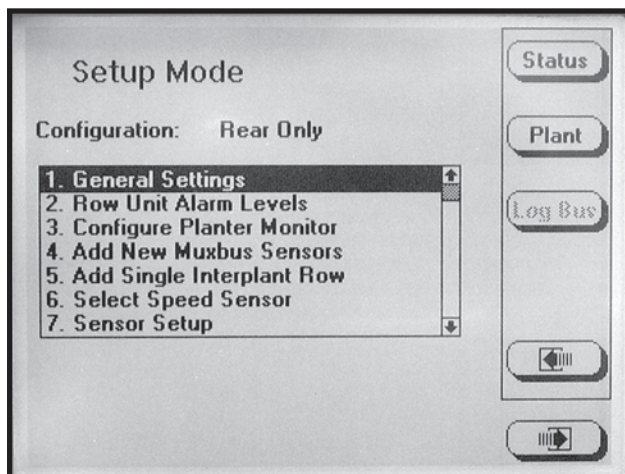 Setup Mode
Configuration: Rear Only
1. General Settings
2. Row Unit Alarm Levels
3. Configure Planter Monitor
4. Add New Muxbus Sensors
5. Add Single Interplant Row
6. Select Speed Sensor
7. Sensor Setup
Status
Plant
Log Bus